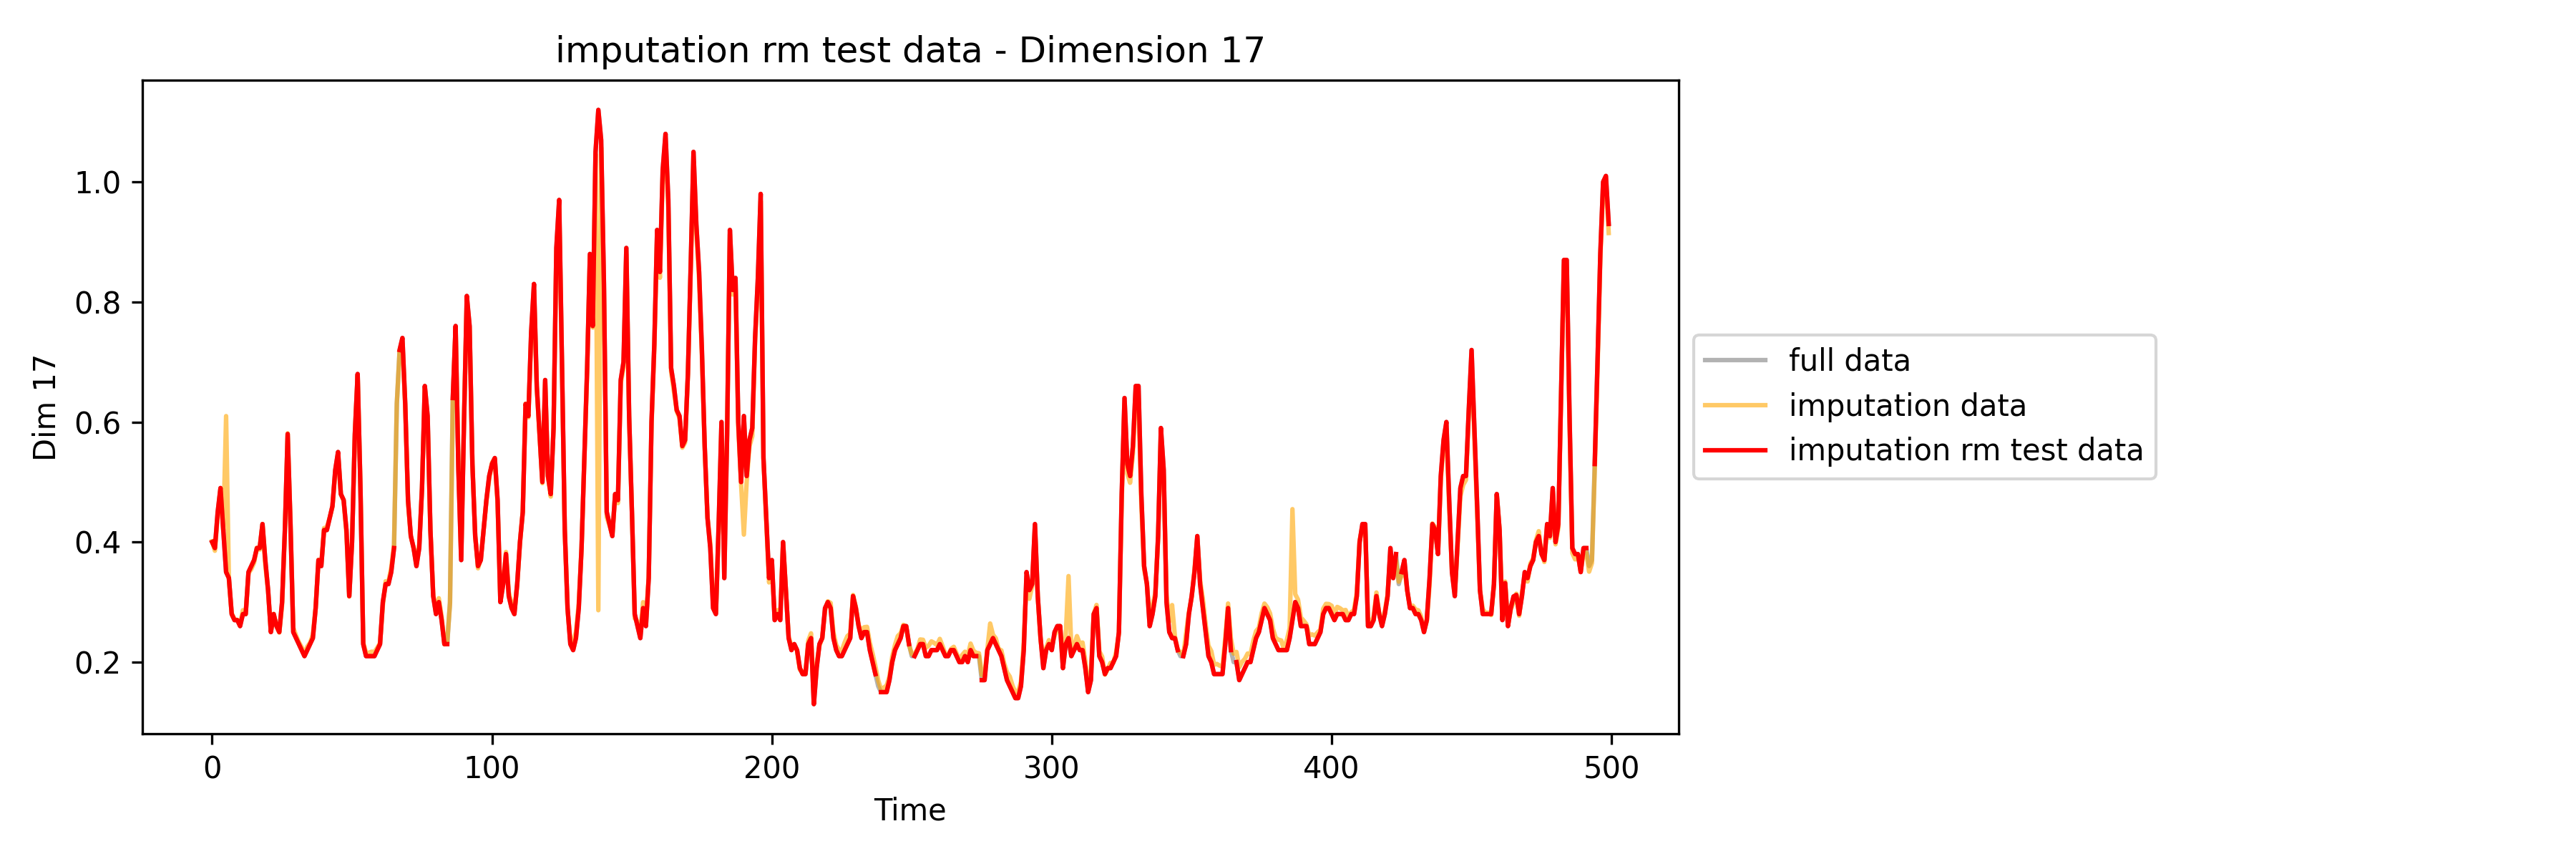 imputation rm test data - Dimension 17
1.0
0.8
0.6
0.4
0.2
Dim 17
0 100 200 300 400 500
Time
full data
imputation data
imputation rm test data